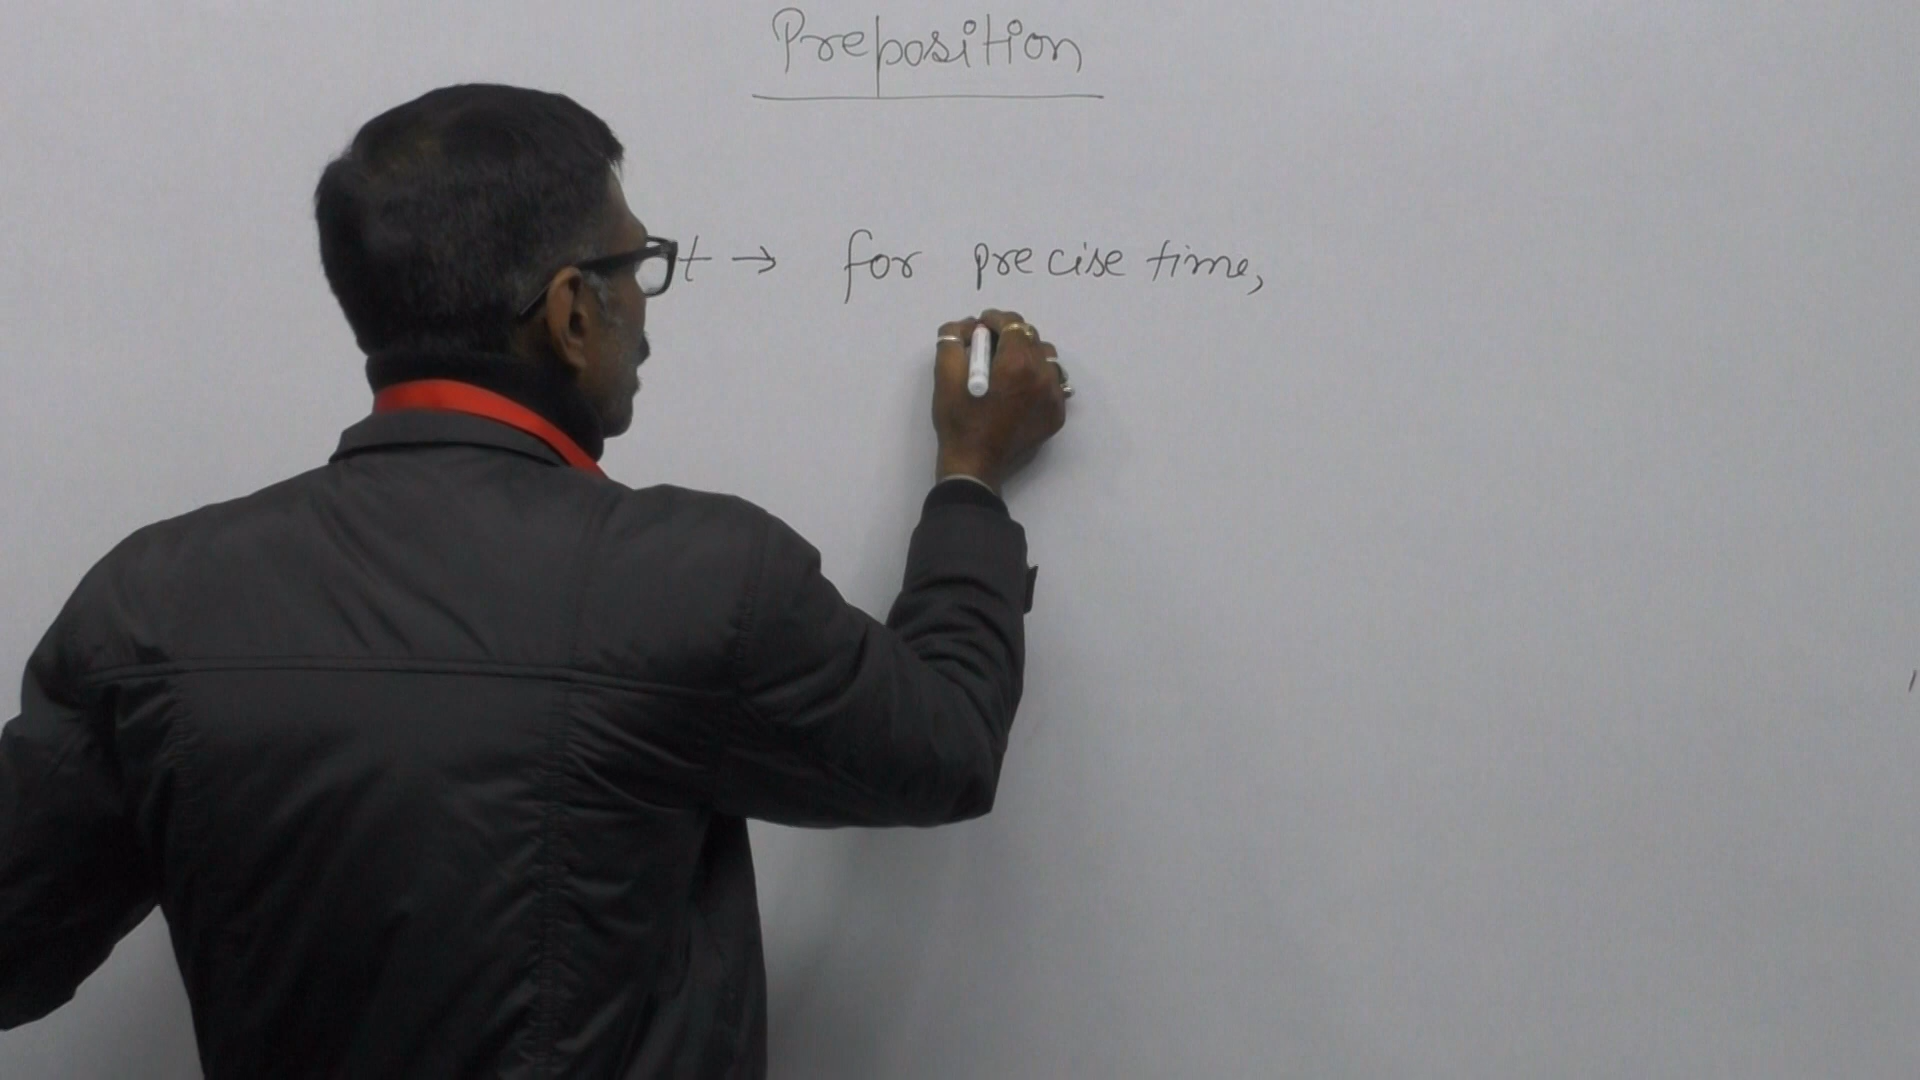 Preposition
t → for precise time,